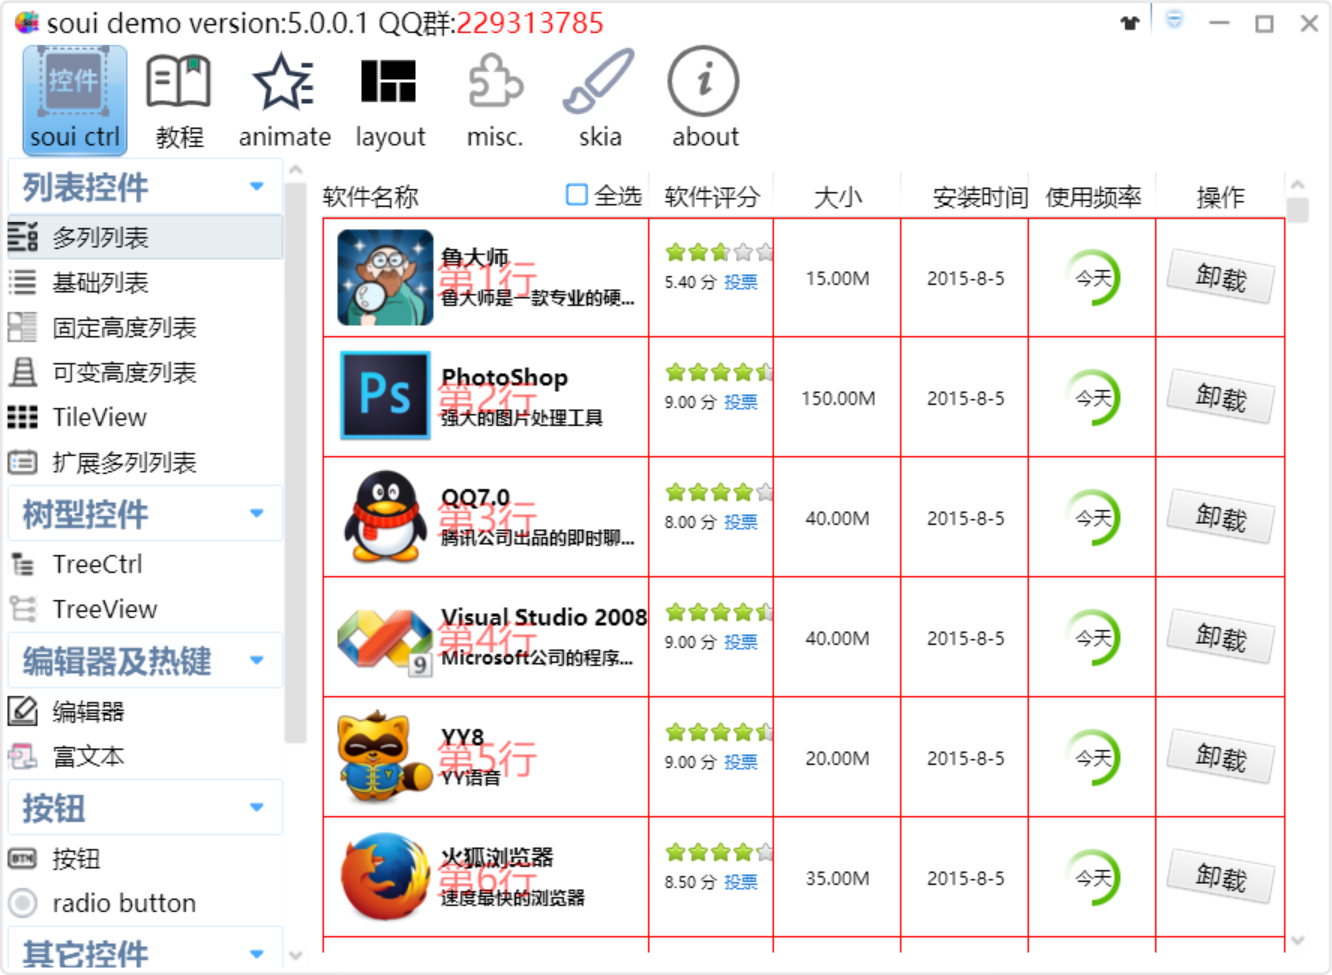 soui demo version:5.0.0.1 QQ群:229313785
控件
soui ctrl
教程
animate
layout
misc.
skia
about
列表控件
多列列表
基础列表
固定高度列表
可变高度列表
TileView
扩展多列列表
树型控件
TreeCtrl
TreeView
编辑器及热键
编辑器
富文本
按钮
BTN 按钮
radio button
其它控件
软件名称 全选 软件评分 大小 安装时间 使用频率 操作
鲁大师
第1行
鲁大师是一款专业的硬...
5.40 分 投票
15.00M
2015-8-5
今天
卸载
Ps
PhotoShop
第2行
强大的图片处理工具
9.00 分 投票
150.00M
2015-8-5
今天
卸载
QQ7.0
第3行
腾讯公司出品的即时聊...
8.00 分 投票
40.00M
2015-8-5
今天
卸载
9
Visual Studio 2008
第4行
Microsoft公司的程序...
9.00 分 投票
40.00M
2015-8-5
今天
卸载
YY8
第5行
YY语音
9.00 分 投票
20.00M
2015-8-5
今天
卸载
火狐浏览器
第6行
速度最快的浏览器
8.50 分 投票
35.00M
2015-8-5
今天
卸载